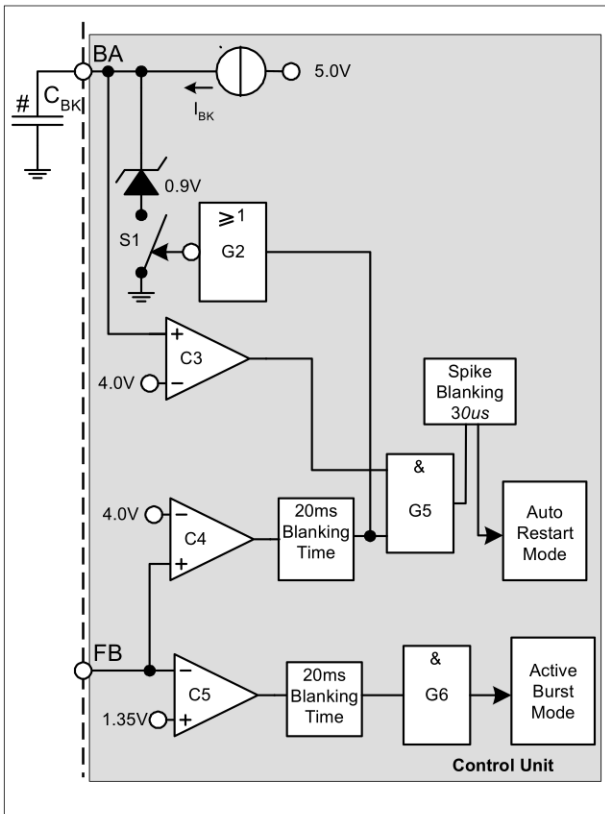 BA
5.0V
# C_BK
I_BK
0.9V
S1
≥1
G2
+
C3
4.0V
−
Spike
Blanking
30us
&
G5
4.0V
−
C4
+
20ms
Blanking
Time
Auto
Restart
Mode
FB
−
C5
1.35V
+
20ms
Blanking
Time
&
G6
Active
Burst
Mode
Control Unit